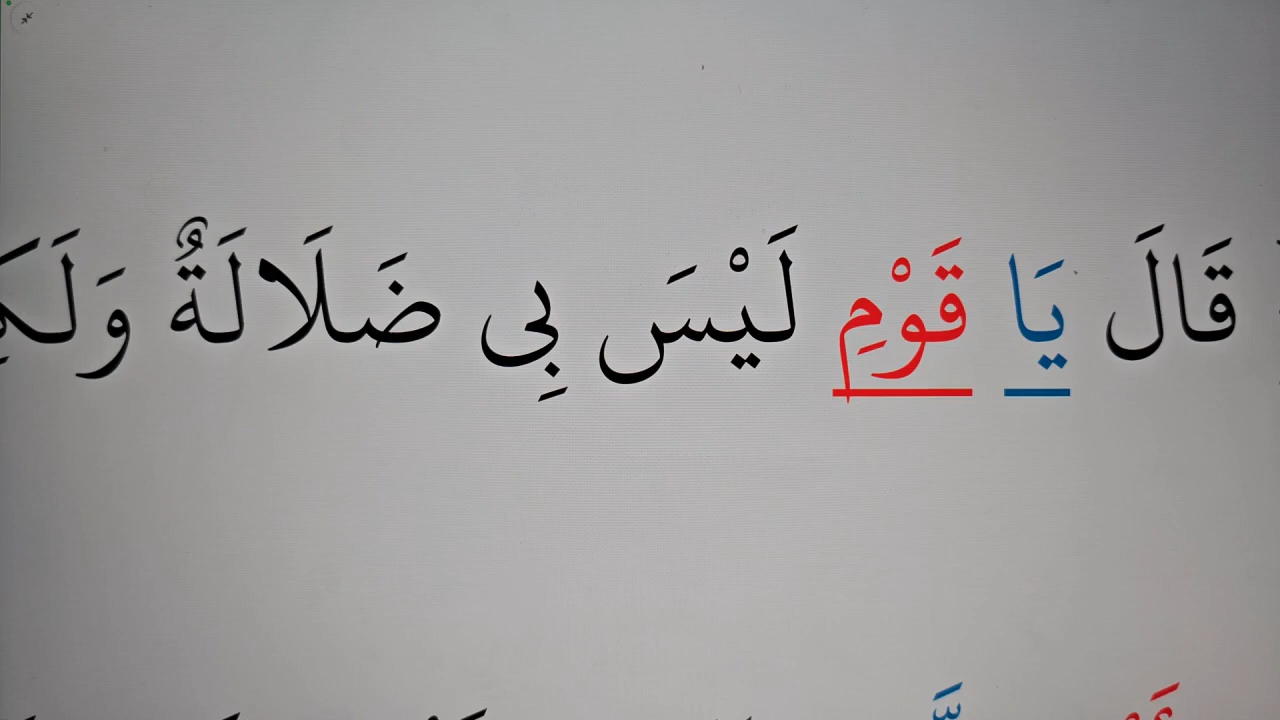 قَالَ يَا قَوْمِ لَيْسَ بِى ضَلَالَةٌ